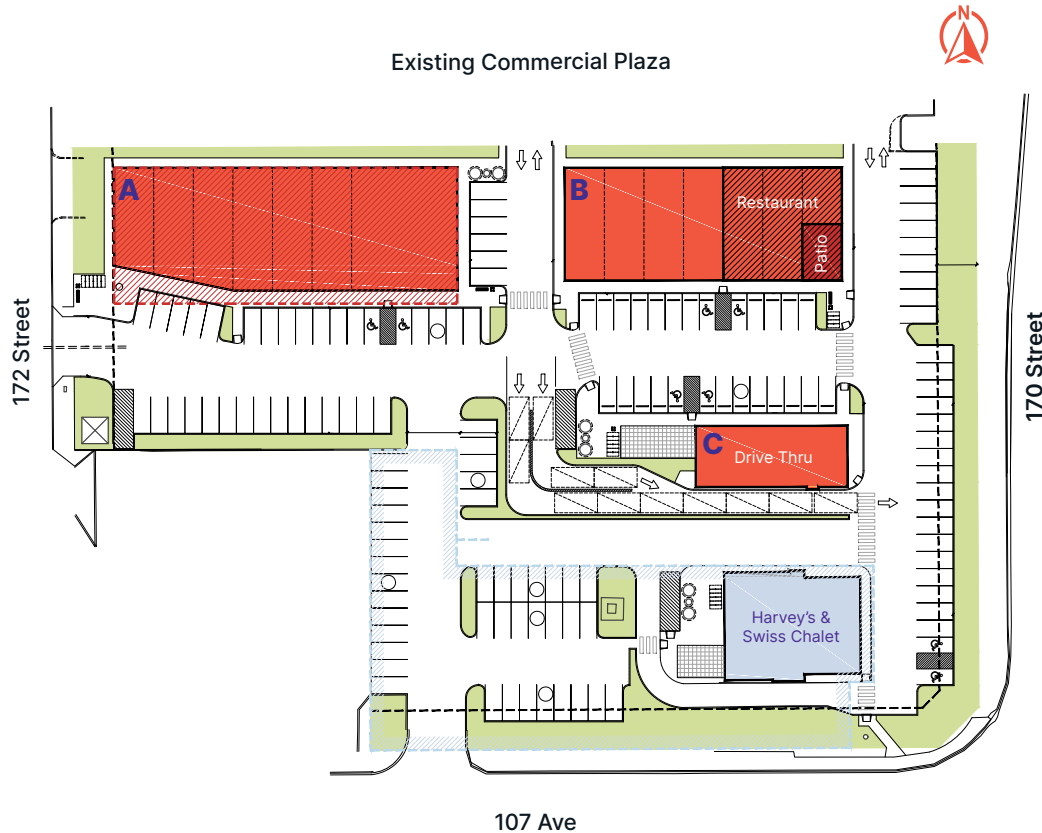 N
Existing Commercial Plaza
A
B
Restaurant
Patio
172 Street
170 Street
C
Drive Thru
Harvey's &
Swiss Chalet
107 Ave